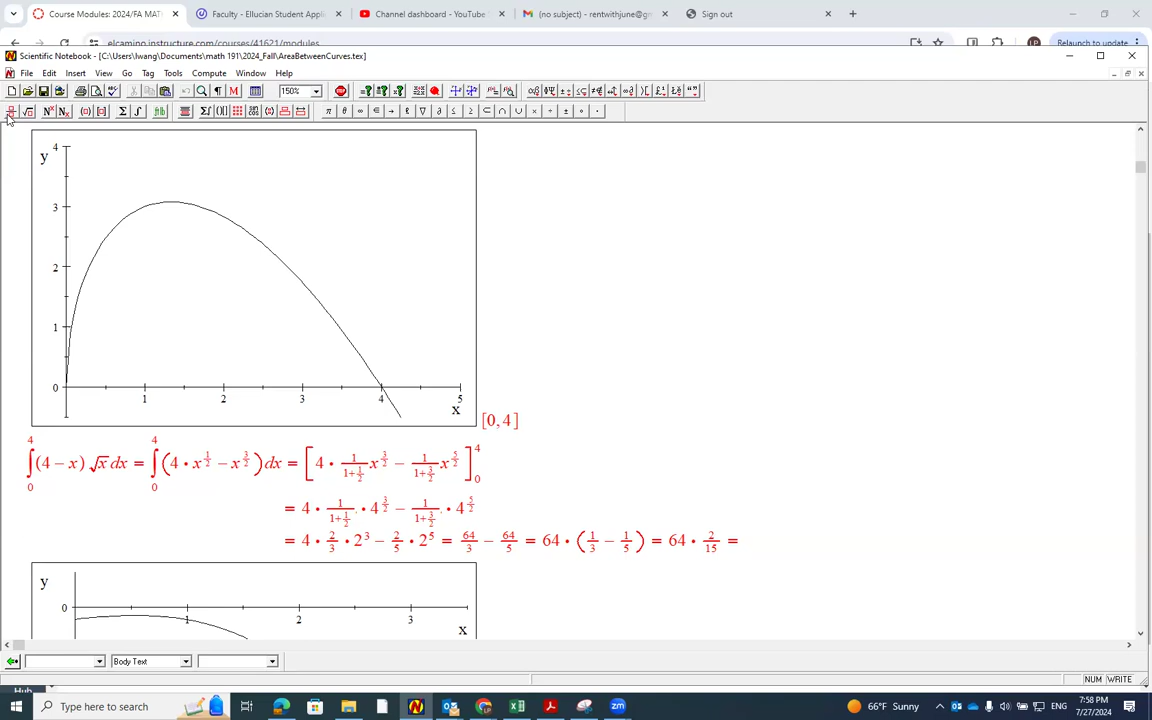 Course Modules: 2024/FA MAT
Faculty - Ellucian Student Appli
Channel dashboard - YouTube
(no subject) - rentwithjune@gm
Sign out
elcamino.instructure.com/courses/41621/modules
Relaunch to update
Scientific Notebook - [C:\Users\lwang\Documents\math 191\2024_Fall\AreaBetweenCurves.tex]
File Edit Insert View Go Tag Tools Compute Window Help
150%
y 4
3
2
1
0
1 2 3 4 5
x
[0, 4]
∫₀⁴ (4 − x) √x dx = ∫₀⁴ (4 • x^(1/2) − x^(3/2)) dx = [4 • 1/(1+1/2) x^(3/2) − 1/(1+3/2) x^(5/2)]₀⁴
= 4 • 1/(1+1/2) • 4^(3/2) − 1/(1+3/2) • 4^(5/2)
= 4 • 2/3 • 2³ − 2/5 • 2⁵ = 64/3 − 64/5 = 64 • (1/3 − 1/5) = 64 • 2/15 =
y
0
1 2 3
x
Body Text
NUM WRITE
Hub
Type here to search
66°F Sunny
ENG
7:58 PM
7/27/2024